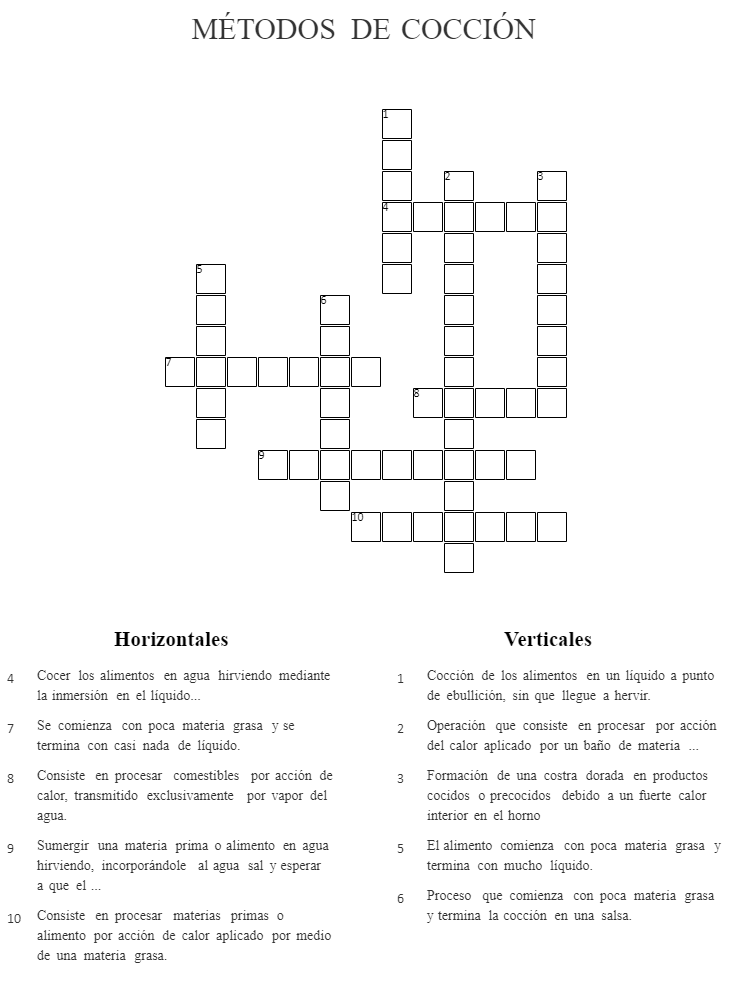 MÉTODOS DE COCCIÓN
1
2
3
4
5
6
7
8
9
10
Horizontales
4 Cocer los alimentos en agua hirviendo mediante
la inmersión en el líquido...
7 Se comienza con poca materia grasa y se
termina con casi nada de líquido.
8 Consiste en procesar comestibles por acción de
calor, transmitido exclusivamente por vapor del
agua.
9 Sumergir una materia prima o alimento en agua
hirviendo, incorporándole al agua sal y esperar
a que el ...
10 Consiste en procesar materias primas o
alimento por acción de calor aplicado por medio
de una materia grasa.
Verticales
1 Cocción de los alimentos en un líquido a punto
de ebullición, sin que llegue a hervir.
2 Operación que consiste en procesar por acción
del calor aplicado por un baño de materia ...
3 Formación de una costra dorada en productos
cocidos o precocidos debido a un fuerte calor
interior en el horno
5 El alimento comienza con poca materia grasa y
termina con mucho líquido.
6 Proceso que comienza con poca materia grasa
y termina la cocción en una salsa.